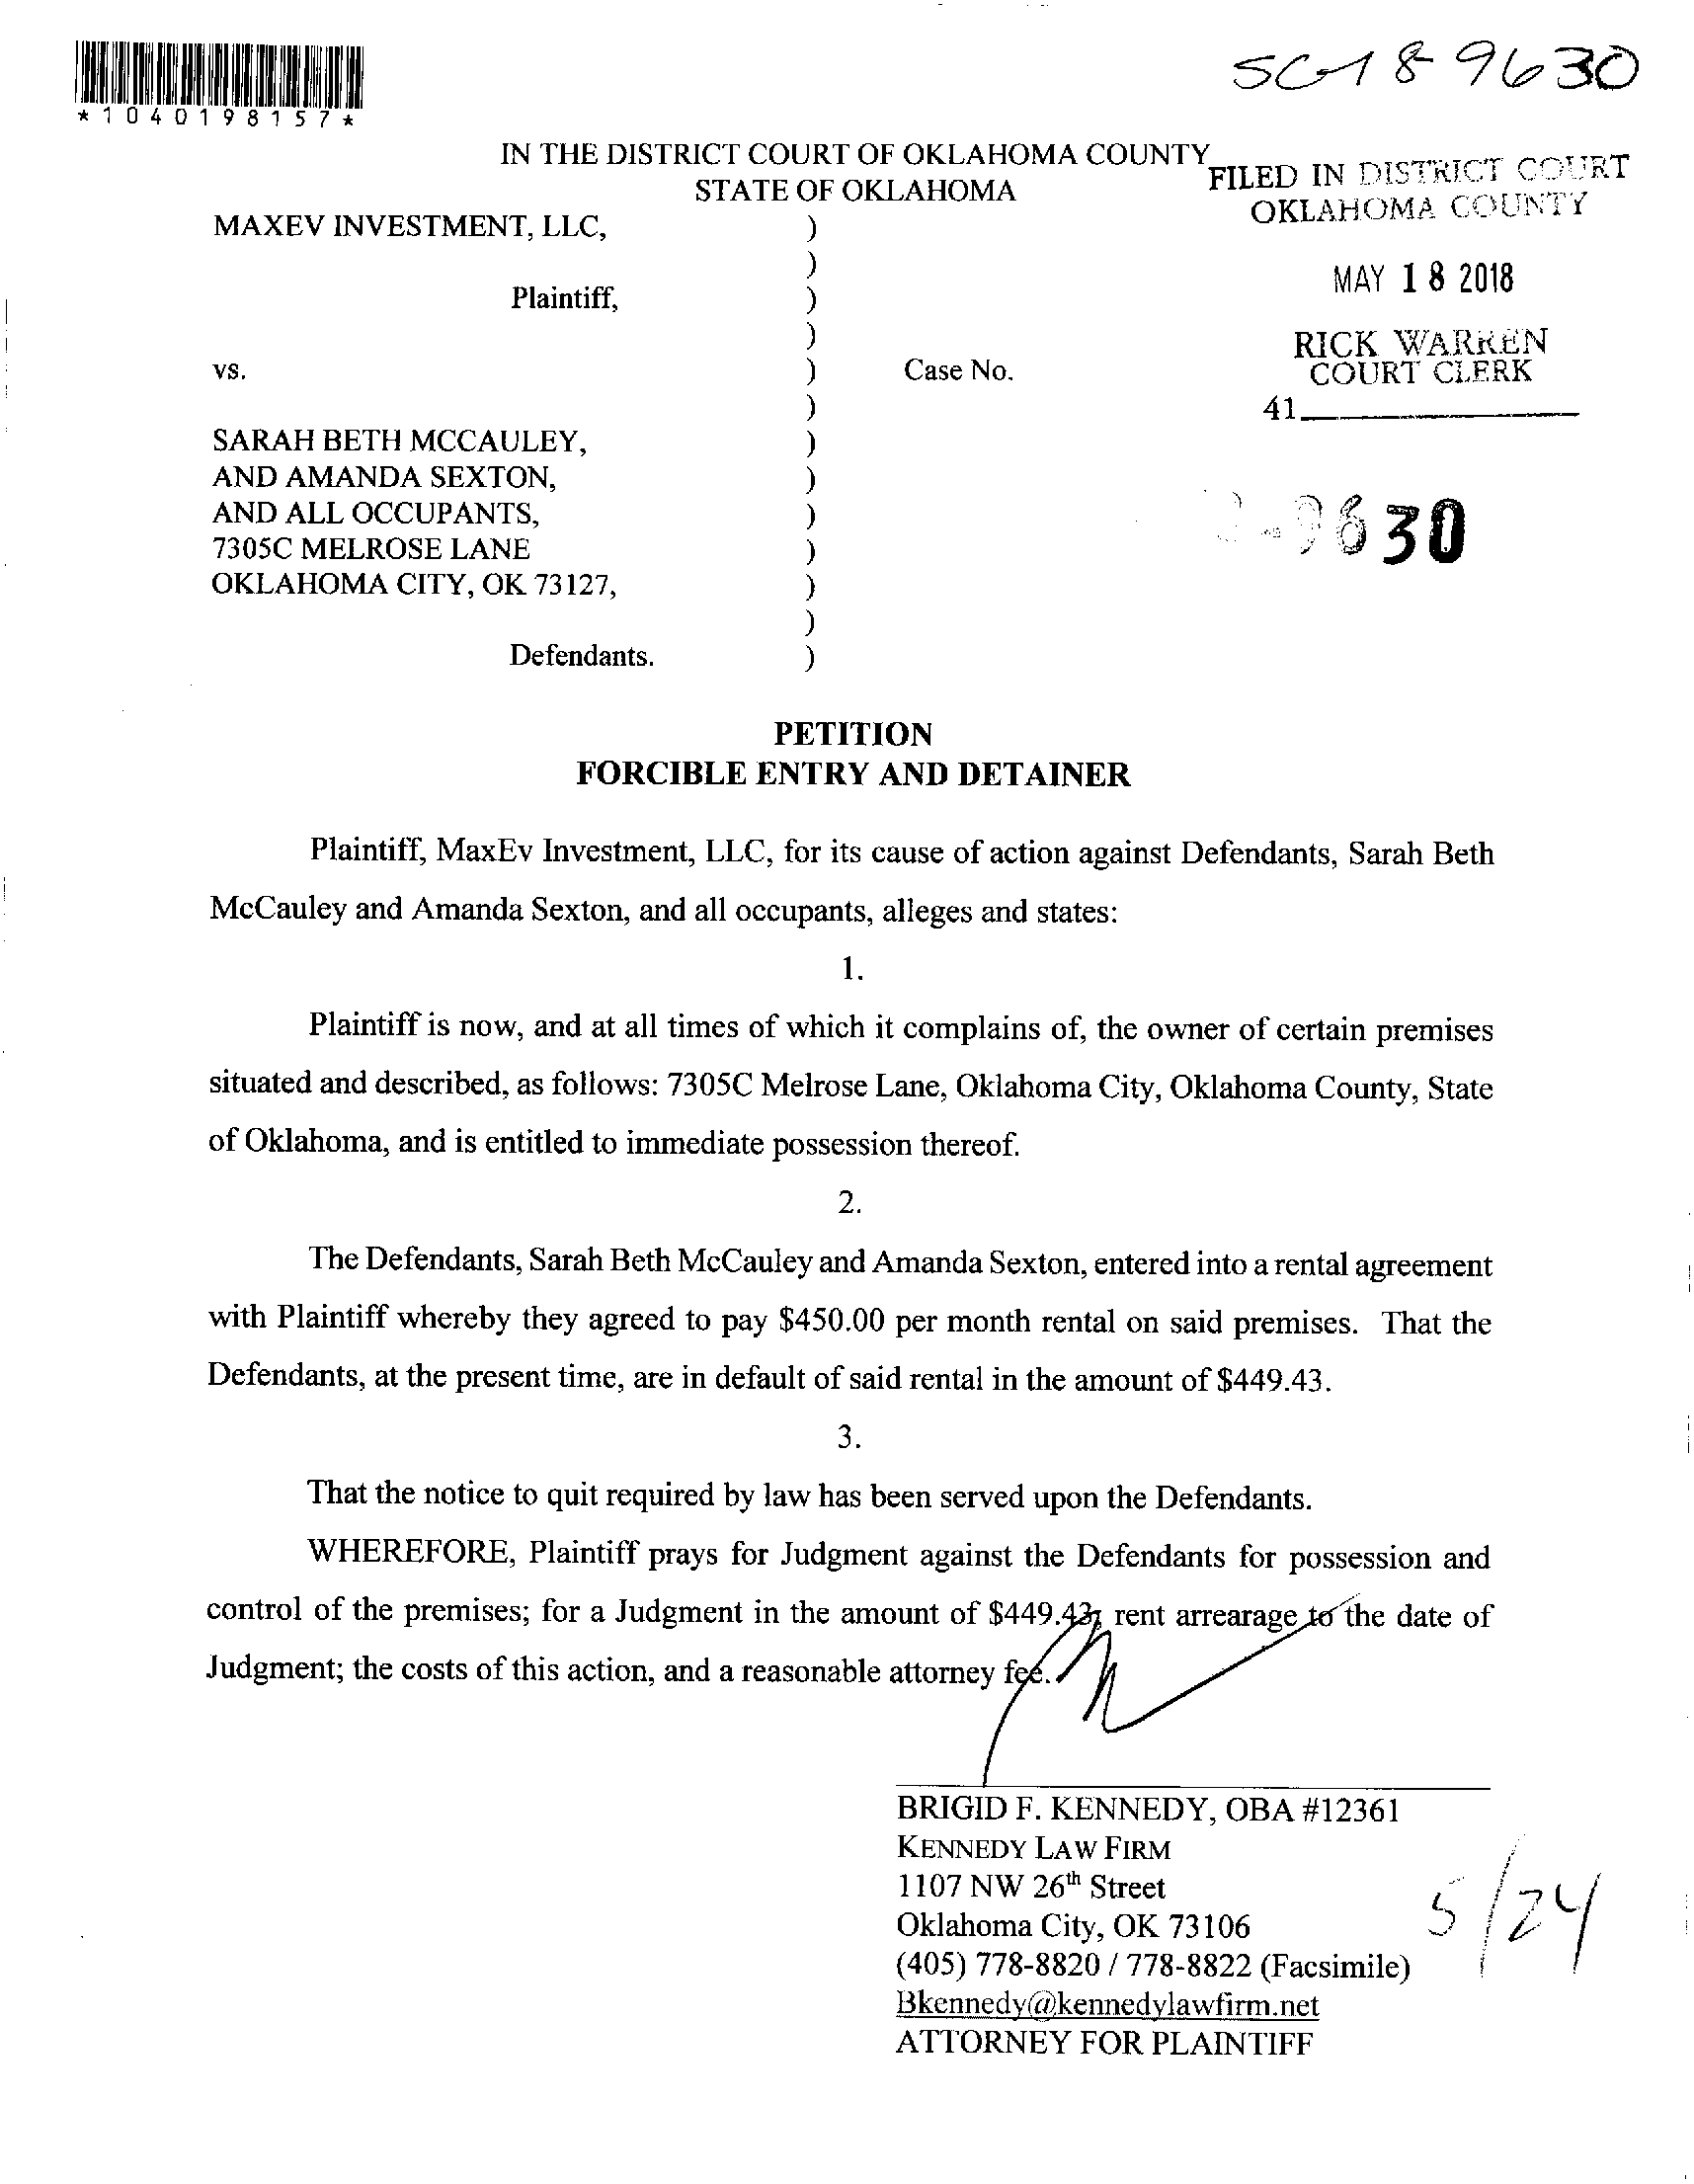 *1040198157*
SC-18-9630
IN THE DISTRICT COURT OF OKLAHOMA COUNTY
STATE OF OKLAHOMA
FILED IN DISTRICT COURT
OKLAHOMA COUNTY
MAY 18 2018
RICK WARREN
COURT CLERK
41
MAXEV INVESTMENT, LLC, )
)
Plaintiff, )
)
vs. ) Case No.
)
SARAH BETH MCCAULEY, )
AND AMANDA SEXTON, )
AND ALL OCCUPANTS, )
7305C MELROSE LANE )
OKLAHOMA CITY, OK 73127, )
)
Defendants. )
-9630
PETITION
FORCIBLE ENTRY AND DETAINER
Plaintiff, MaxEv Investment, LLC, for its cause of action against Defendants, Sarah Beth
McCauley and Amanda Sexton, and all occupants, alleges and states:
1.
Plaintiff is now, and at all times of which it complains of, the owner of certain premises
situated and described, as follows: 7305C Melrose Lane, Oklahoma City, Oklahoma County, State
of Oklahoma, and is entitled to immediate possession thereof.
2.
The Defendants, Sarah Beth McCauley and Amanda Sexton, entered into a rental agreement
with Plaintiff whereby they agreed to pay $450.00 per month rental on said premises. That the
Defendants, at the present time, are in default of said rental in the amount of $449.43.
3.
That the notice to quit required by law has been served upon the Defendants.
WHEREFORE, Plaintiff prays for Judgment against the Defendants for possession and
control of the premises; for a Judgment in the amount of $449.43, rent arrearage to the date of
Judgment; the costs of this action, and a reasonable attorney fee.
BRIGID F. KENNEDY, OBA #12361
KENNEDY LAW FIRM
1107 NW 26th Street
Oklahoma City, OK 73106
(405) 778-8820 / 778-8822 (Facsimile)
Bkennedy@kennedylawfirm.net
ATTORNEY FOR PLAINTIFF
5/24